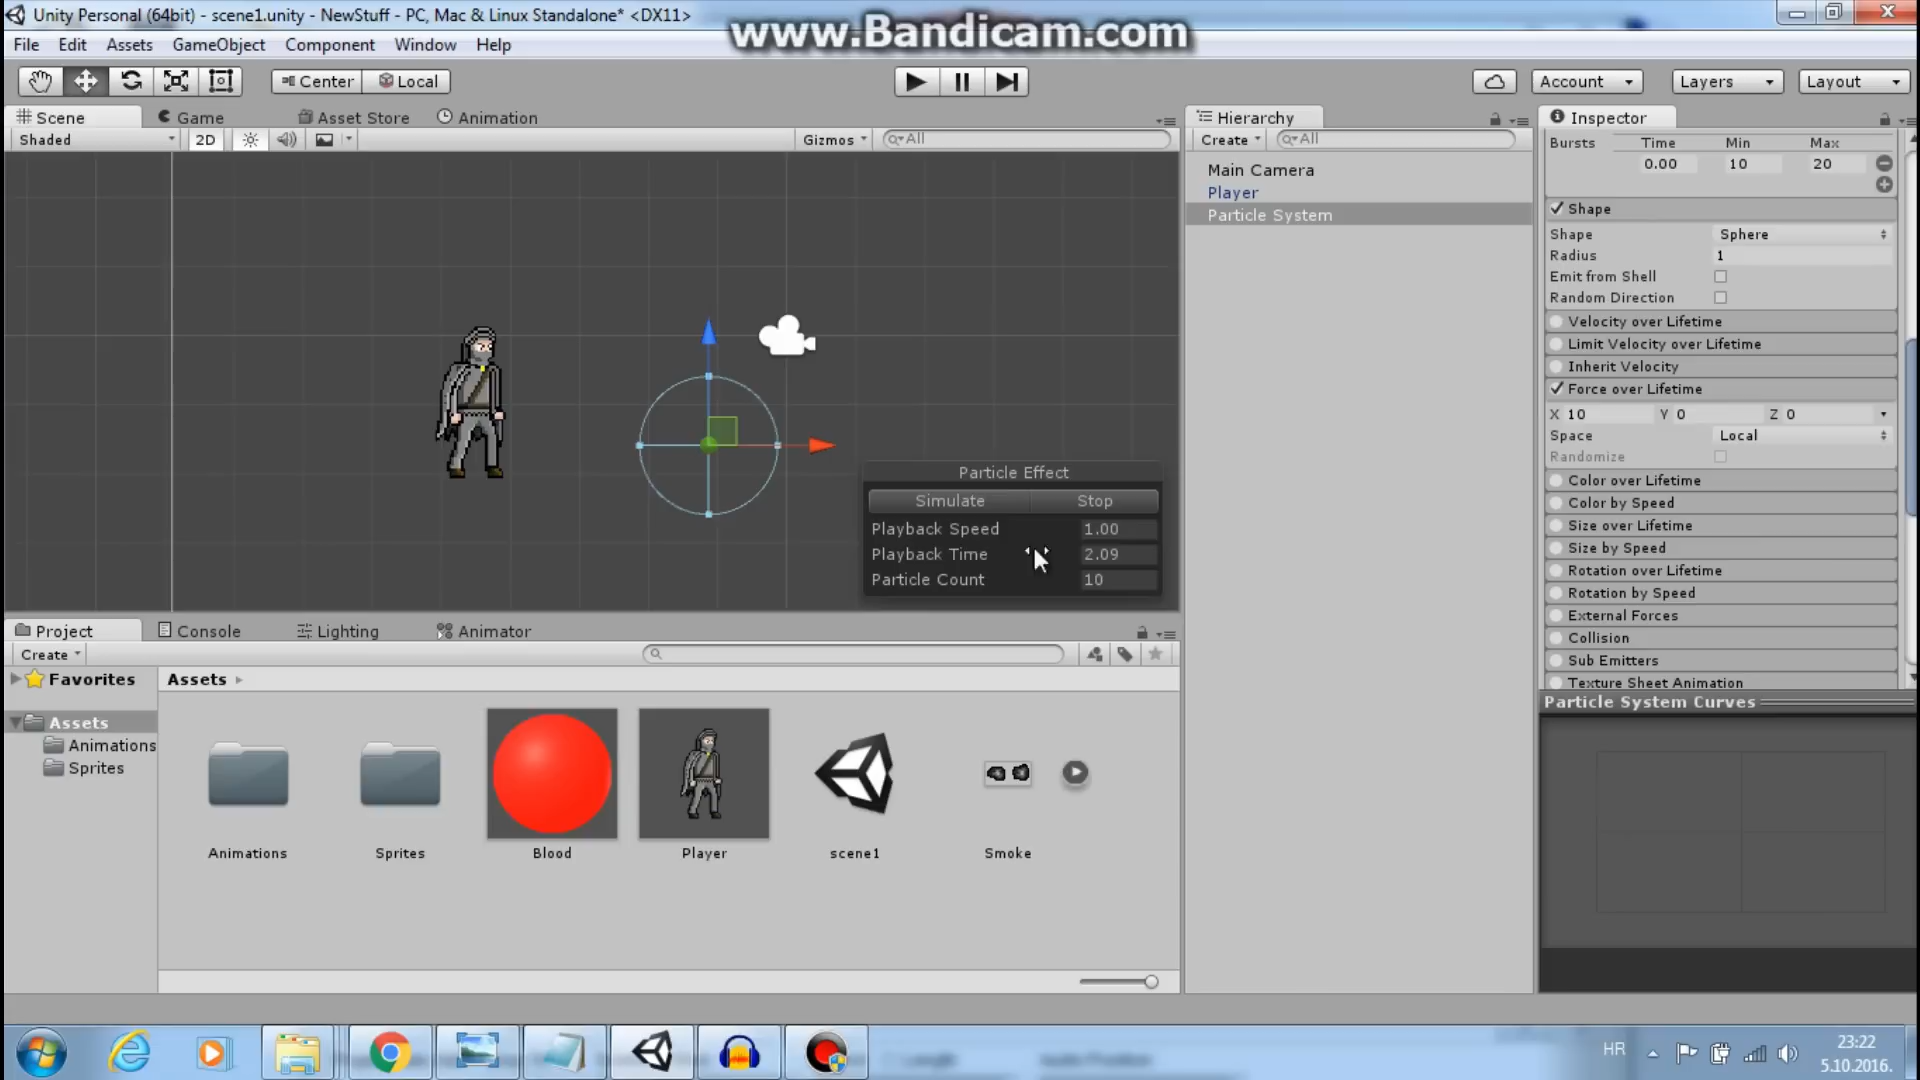 Unity Personal (64bit) - scene1.unity - NewStuff - PC, Mac & Linux Standalone* <DX11>
www.Bandicam.com
File Edit Assets GameObject Component Window Help
Center Local
Account Layers Layout
Scene Game Asset Store Animation
Shaded 2D Gizmos All
Hierarchy
Create All
Main Camera
Player
Particle System
Inspector
Bursts Time Min Max
0.00 10 20
Shape
Shape Sphere
Radius 1
Emit from Shell
Random Direction
Velocity over Lifetime
Limit Velocity over Lifetime
Inherit Velocity
Force over Lifetime
X 10 Y 0 Z 0
Space Local
Randomize
Color over Lifetime
Color by Speed
Size over Lifetime
Size by Speed
Rotation over Lifetime
Rotation by Speed
External Forces
Collision
Sub Emitters
Texture Sheet Animation
Particle System Curves
Particle Effect
Simulate Stop
Playback Speed 1.00
Playback Time 2.09
Particle Count 10
Project Console Lighting Animator
Create
Favorites
Assets
Animations
Sprites
Assets
Animations Sprites Blood Player scene1 Smoke
HR
23:22
5.10.2016.